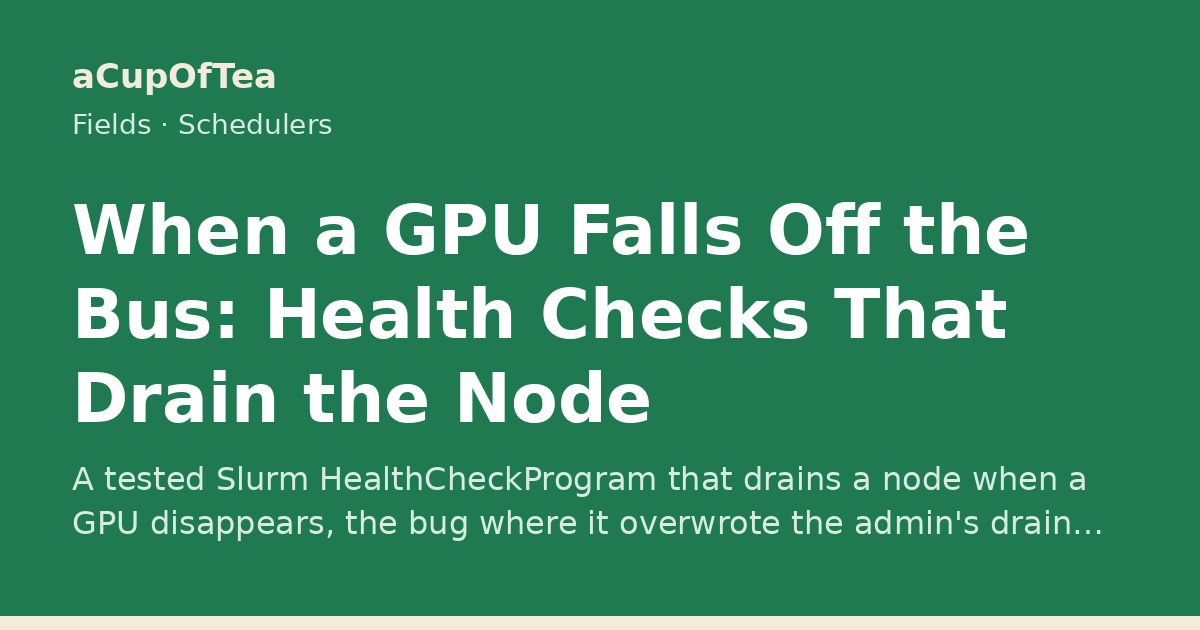 aCupOfTea
Fields · Schedulers
When a GPU Falls Off the
Bus: Health Checks That
Drain the Node
A tested Slurm HealthCheckProgram that drains a node when a
GPU disappears, the bug where it overwrote the admin's drain…